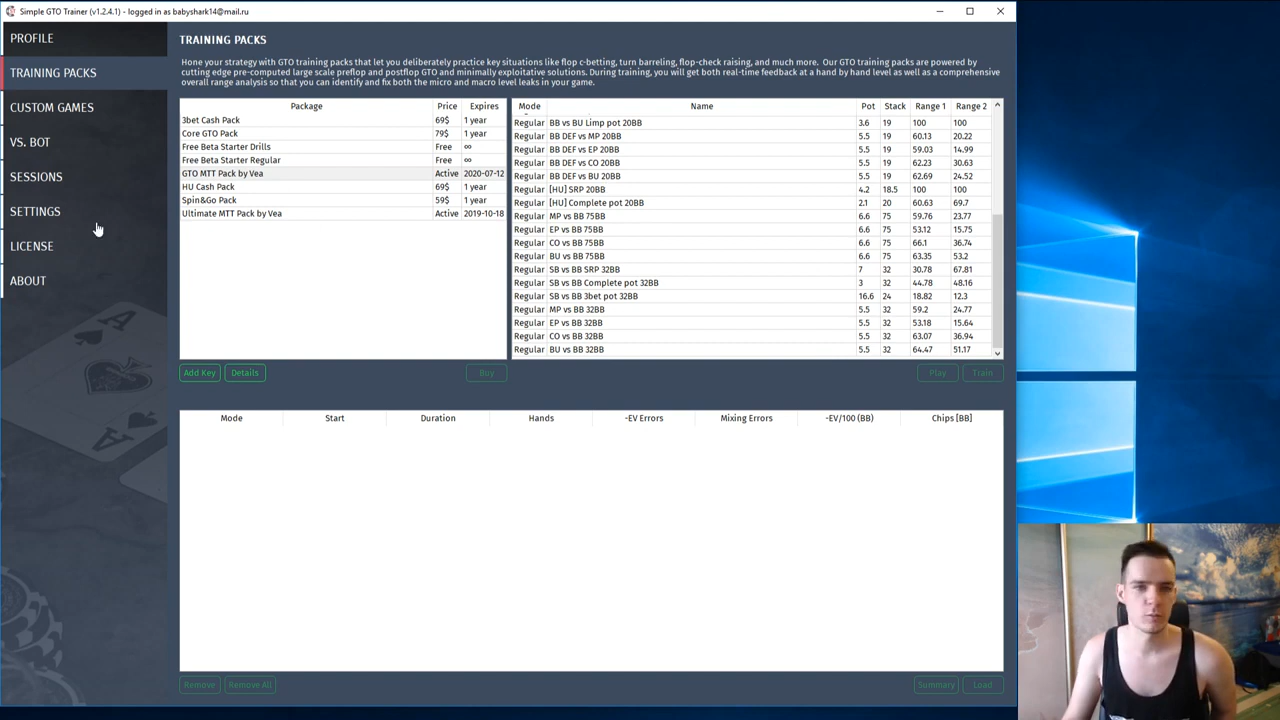 Simple GTO Trainer (v1.2.4.1) - logged in as babyshark14@mail.ru
PROFILE
TRAINING PACKS
CUSTOM GAMES
VS. BOT
SESSIONS
SETTINGS
LICENSE
ABOUT
TRAINING PACKS
Hone your strategy with GTO training packs that let you deliberately practice key situations like flop c-betting, turn barreling, flop-check raising, and much more. Our GTO training packs are powered by
cutting edge pre-computed large scale preflop and postflop GTO and minimally exploitative solutions. During training, you will get both real-time feedback at a hand by hand level as well as a comprehensive
overall range analysis so that you can identify and fix both the micro and macro level leaks in your game.
Package Price Expires
3bet Cash Pack 69$ 1 year
Core GTO Pack 79$ 1 year
Free Beta Starter Drills Free ∞
Free Beta Starter Regular Free ∞
GTO MTT Pack by Vea Active 2020-07-12
HU Cash Pack 69$ 1 year
Spin&Go Pack 59$ 1 year
Ultimate MTT Pack by Vea Active 2019-10-18
Mode Name Pot Stack Range 1 Range 2
Regular BB vs BU Limp pot 20BB 3.6 19 100 100
Regular BB DEF vs MP 20BB 5.5 19 60.13 20.22
Regular BB DEF vs EP 20BB 5.5 19 59.03 14.99
Regular BB DEF vs CO 20BB 5.5 19 62.23 30.63
Regular BB DEF vs BU 20BB 5.5 19 62.69 24.52
Regular [HU] SRP 20BB 4.2 18.5 100 100
Regular [HU] Complete pot 20BB 2.1 20 60.63 69.7
Regular MP vs BB 75BB 6.6 75 59.76 23.77
Regular EP vs BB 75BB 6.6 75 53.12 15.75
Regular CO vs BB 75BB 6.6 75 66.1 36.74
Regular BU vs BB 75BB 6.6 75 63.35 53.2
Regular SB vs BB SRP 32BB 7 32 30.78 67.81
Regular SB vs BB Complete pot 32BB 3 32 44.78 48.16
Regular SB vs BB 3bet pot 32BB 16.6 24 18.82 12.3
Regular MP vs BB 32BB 5.5 32 59.2 24.77
Regular EP vs BB 32BB 5.5 32 53.18 15.64
Regular CO vs BB 32BB 5.5 32 63.07 36.94
Regular BU vs BB 32BB 5.5 32 64.47 51.17
Add Key Details Buy Play Train
Mode Start Duration Hands -EV Errors Mixing Errors -EV/100 (BB) Chips [BB]
Remove Remove All Summary Load